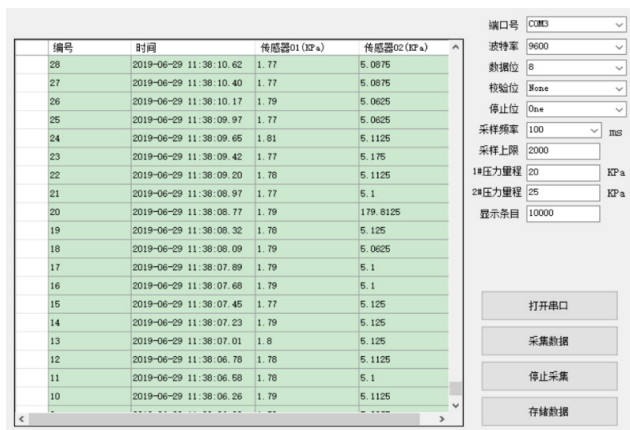 编号 时间 传感器01(KPa) 传感器02(KPa)
28 2019-06-29 11:38:10.62 1.77 5.0875
27 2019-06-29 11:38:10.40 1.77 5.0875
26 2019-06-29 11:38:10.17 1.79 5.0625
25 2019-06-29 11:38:09.97 1.77 5.0625
24 2019-06-29 11:38:09.65 1.81 5.1125
23 2019-06-29 11:38:09.42 1.77 5.175
22 2019-06-29 11:38:09.20 1.78 5.1125
21 2019-06-29 11:38:08.97 1.77 5.1
20 2019-06-29 11:38:08.77 1.79 179.8125
19 2019-06-29 11:38:08.32 1.78 5.125
18 2019-06-29 11:38:08.09 1.79 5.0625
17 2019-06-29 11:38:07.89 1.79 5.1
16 2019-06-29 11:38:07.68 1.79 5.1
15 2019-06-29 11:38:07.45 1.77 5.125
14 2019-06-29 11:38:07.23 1.79 5.125
13 2019-06-29 11:38:07.01 1.8 5.125
12 2019-06-29 11:38:06.78 1.78 5.1125
11 2019-06-29 11:38:06.58 1.78 5.1
10 2019-06-29 11:38:06.26 1.79 5.1125
端口号 COM3
波特率 9600
数据位 8
校验位 None
停止位 One
采样频率 100 ms
采样上限 2000
1#压力量程 20 KPa
2#压力量程 25 KPa
显示条目 10000
打开串口
采集数据
停止采集
存储数据